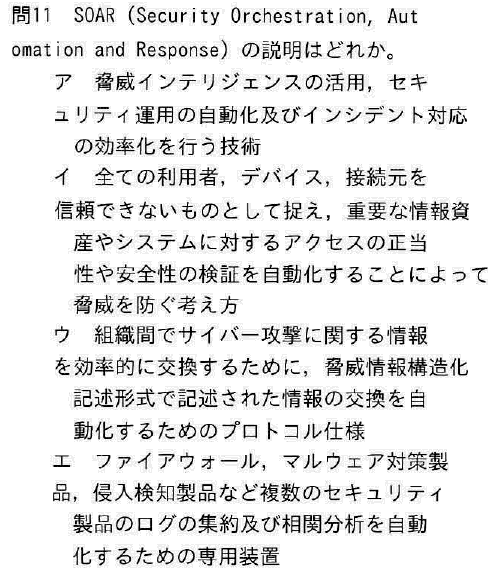 問11 SOAR (Security Orchestration, Aut
omation and Response) の説明はどれか。
ア 脅威インテリジェンスの活用，セキ
ュリティ運用の自動化及びインシデント対応
の効率化を行う技術
イ 全ての利用者，デバイス，接続元を
信頼できないものとして捉え，重要な情報資
産やシステムに対するアクセスの正当
性や安全性の検証を自動化することによって
脅威を防ぐ考え方
ウ 組織間でサイバー攻撃に関する情報
を効率的に交換するために，脅威情報構造化
記述形式で記述された情報の交換を自
動化するためのプロトコル仕様
エ ファイアウォール，マルウェア対策製
品，侵入検知製品など複数のセキュリティ
製品のログの集約及び相関分析を自動
化するための専用装置